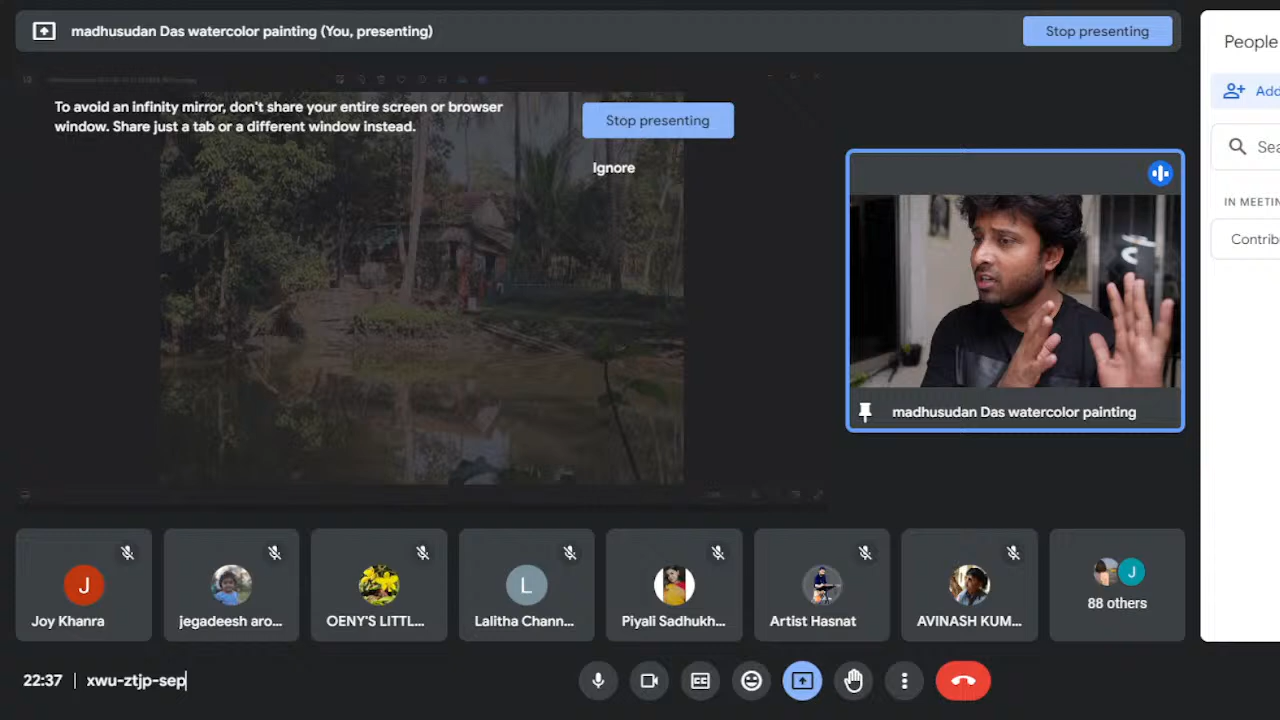 madhusudan Das watercolor painting (You, presenting)
Stop presenting
People
To avoid an infinity mirror, don't share your entire screen or browser
window. Share just a tab or a different window instead.
Stop presenting
Ignore
Add
Sea
IN MEETIN
Contrib
madhusudan Das watercolor painting
J
Joy Khanra
jegadeesh aro...
OENY'S LITTL...
L
Lalitha Chann...
Piyali Sadhukh...
Artist Hasnat
AVINASH KUM...
J
88 others
22:37 | xwu-ztjp-sep